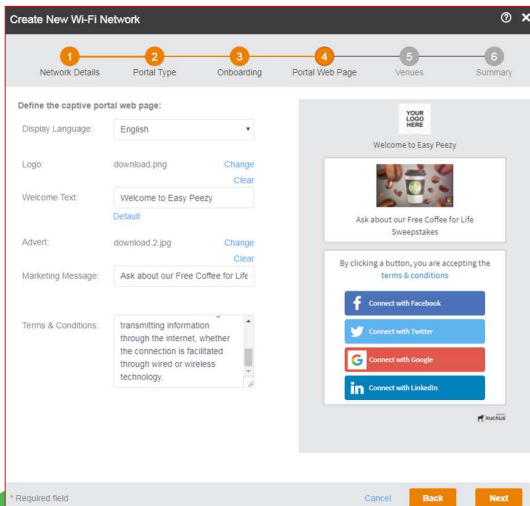 Create New Wi-Fi Network
1 2 3 4 5 6
Network Details Portal Type Onboarding Portal Web Page Venues Summary
Define the captive portal web page:
Display Language: English
Logo: download.png Change
Clear
Welcome Text: Welcome to Easy Peezy
Default
Advert: download 2.jpg Change
Clear
Marketing Message: Ask about our Free Coffee for Life
Terms & Conditions:
transmitting information
through the internet, whether
the connection is facilitated
through wired or wireless
technology.
YOUR
LOGO
HERE
Welcome to Easy Peezy
Ask about our Free Coffee for Life
Sweepstakes
By clicking a button, you are accepting the
terms & conditions
f Connect with Facebook
Connect with Twitter
G Connect with Google
in Connect with LinkedIn
Ruckus
* Required field Cancel Back Next